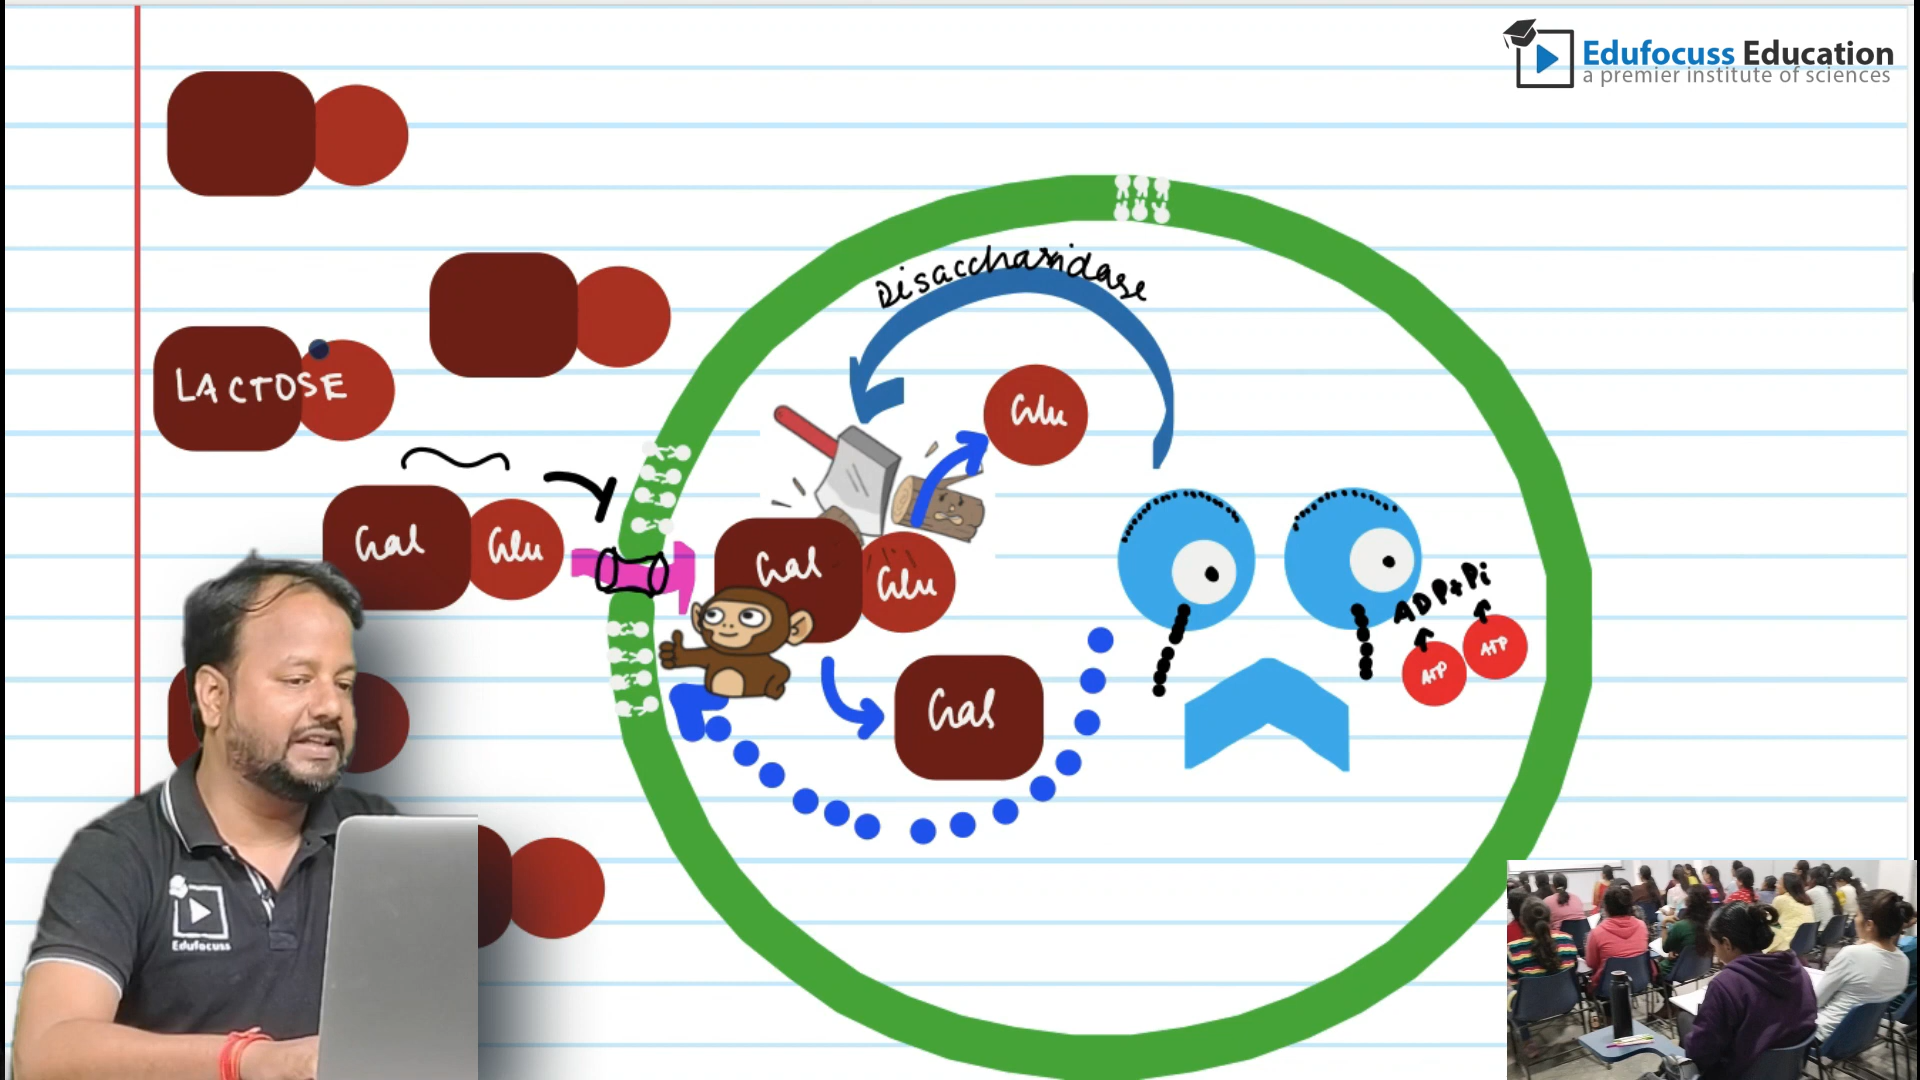 Edufocuss Education
a premier institute of sciences
Disaccharidase
LACTOSE
Glu
Gal
Glu
Gal
Glu
ADP+Pi
ATP
ATP
Gal
Edufocuss